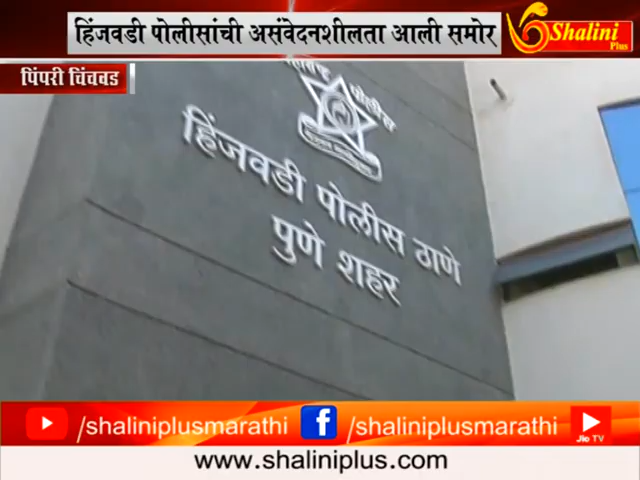 हिंजवडी पोलीसांची असंवेदनशीलता आली समोर
Shalini
Plus
पिंपरी चिंचवड
महाराष्ट्र पोलीस
हिंजवडी पोलीस ठाणे
पुणे शहर
/shaliniplusmarathi
/shaliniplusmarathi
Jio TV
www.shaliniplus.com